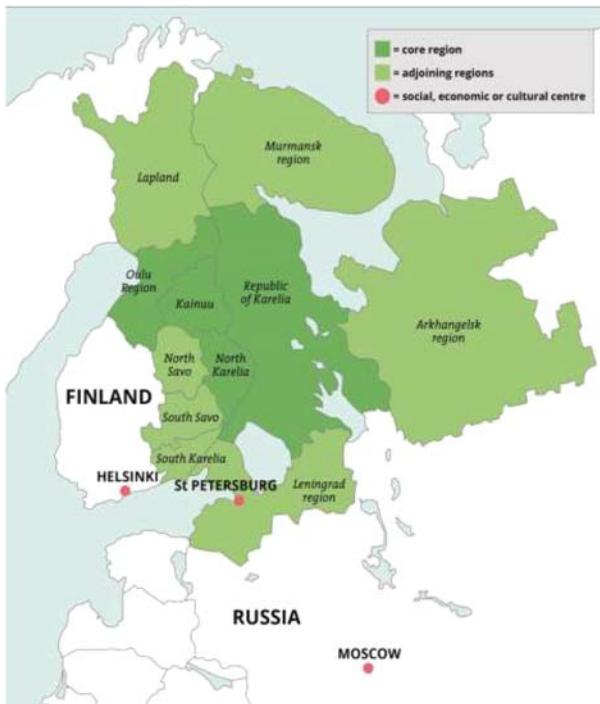 = core region
= adjoining regions
= social, economic or cultural centre
Murmansk
region
Lapland
Oulu
Region
Kainuu
Republic
of Karelia
Arkhangelsk
region
North
Savo
North
Karelia
FINLAND
South Savo
South Karelia
HELSINKI
St PETERSBURG
Leningrad
region
RUSSIA
MOSCOW